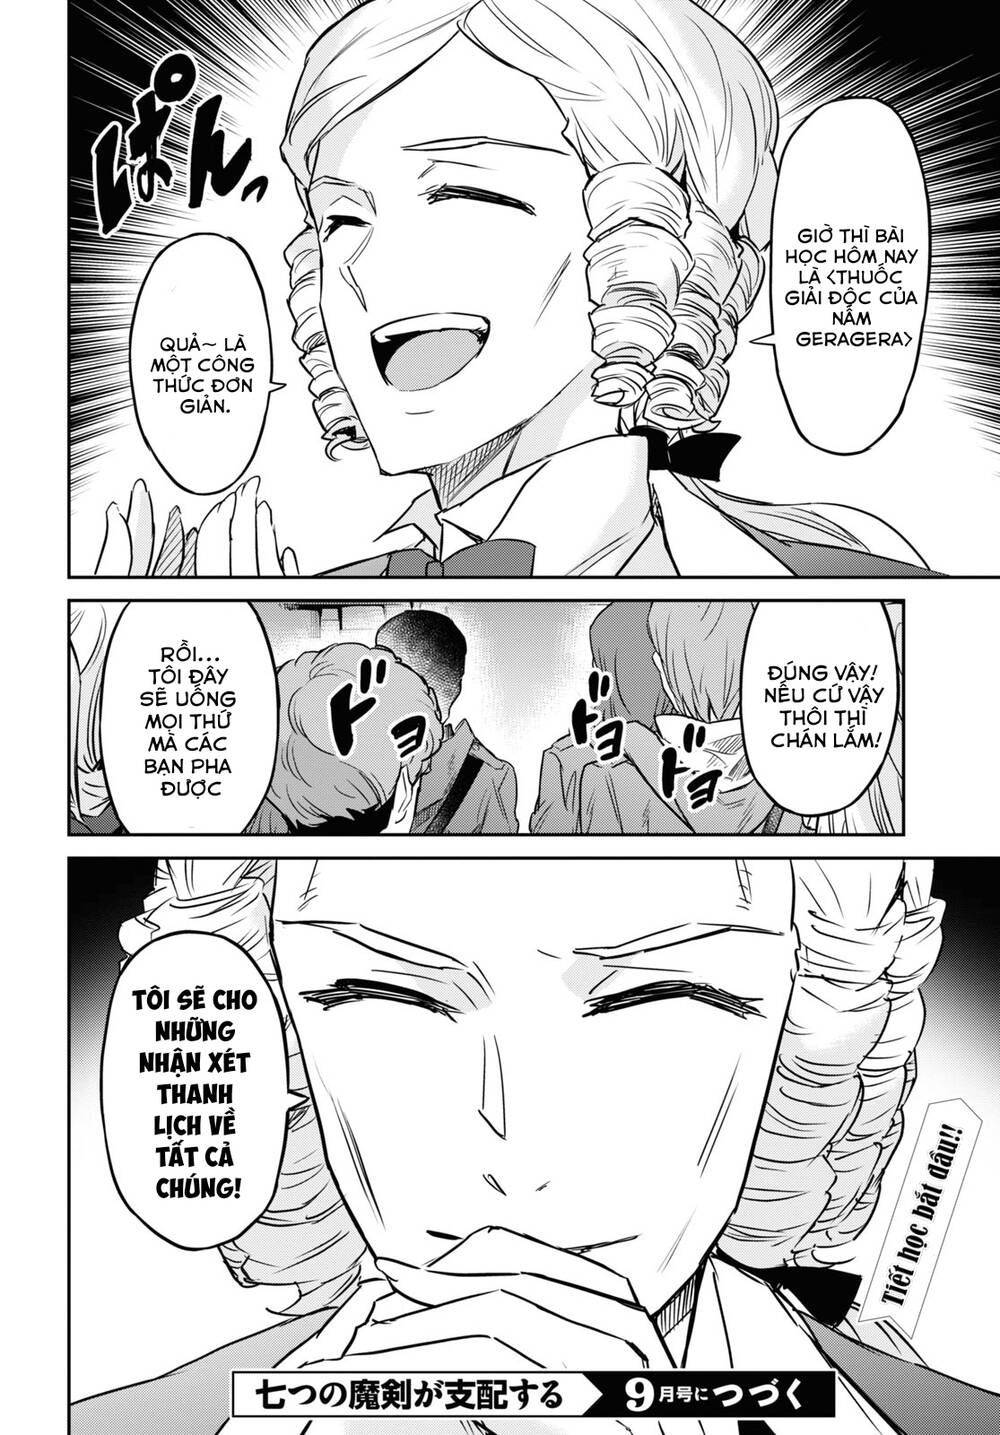 GIỜ THÌ BÀI
HỌC HÔM NAY
LÀ <THUỐC
GIẢI ĐỘC CỦA
NẤM
GERAGERA>
ぱんっ
QUẢ~ LÀ
MỘT CÔNG
THỨC ĐƠN
GIẢN.
ĐÚNG VẬY!
NẾU CỨ VẬY
THÔI THÌ
CHÁN LẮM!
ドヨ
ドヨ
RỒI...
TÔI ĐÂY
SẼ UỐNG
MỌI THỨ
MÀ CÁC
BẠN PHA
ĐƯỢC
TÔI SẼ CHO
NHỮNG
NHẬN XÉT
THANH
LỊCH VỀ
TẤT CẢ
CHÚNG!
Tiết học bắt đầu!!
七つの魔剣が支配する 9月号につづく